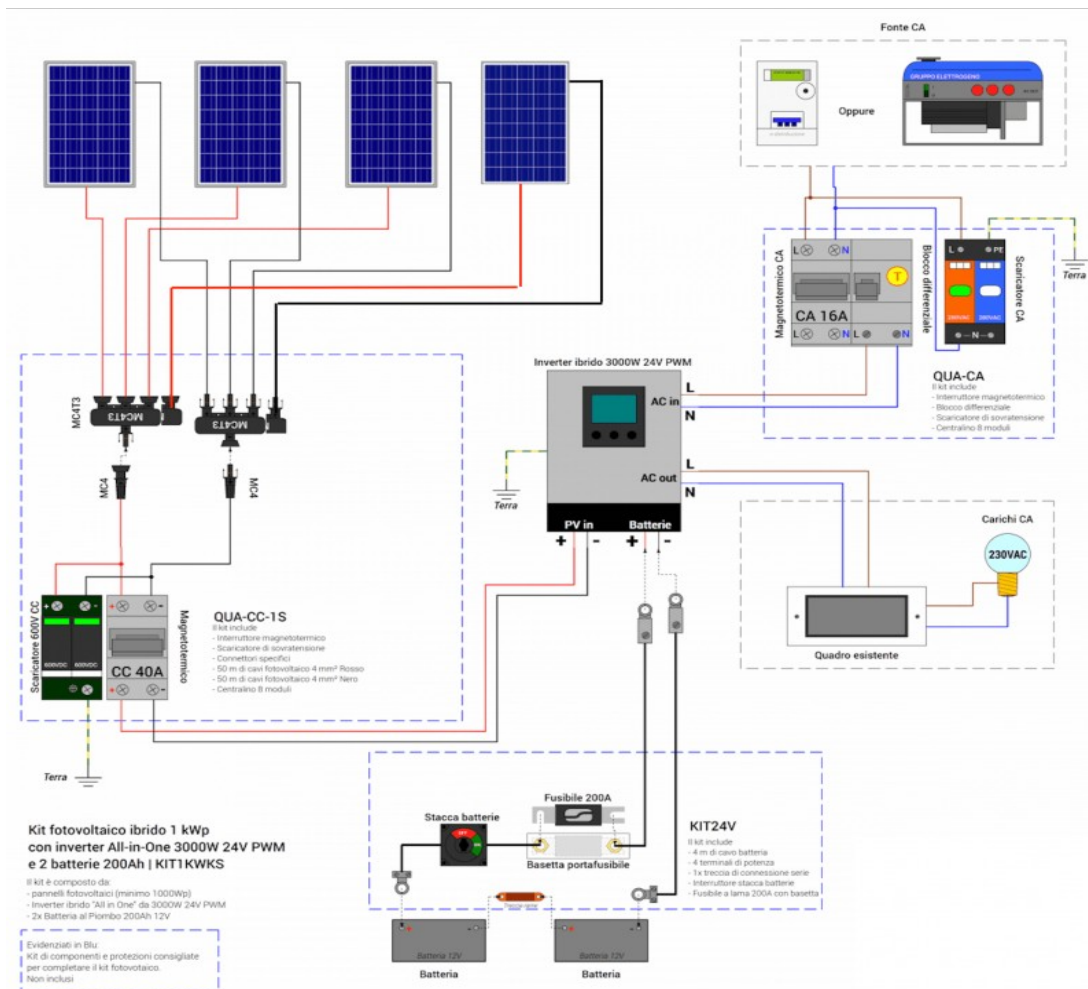 Fonte CA
GRUPPO ELETTROGENO
Oppure
L
N
L
PE
Terra
Magnetotermico CA
CA 16A
T
Blocco differenziale
Scaricatore CA
280VAC
280VAC
L
N
L
N
N
QUA-CA
Il kit include
- Interruttore magnetotermico
- Blocco differenziale
- Scaricatore di sovratensione
- Centralino 8 moduli
MC4T3
MC4T3
MC4T3
MC4
MC4
Inverter ibrido 3000W 24V PWM
AC in
L
N
AC out
L
N
Terra
PV in
Batterie
+ -
+ -
Carichi CA
230VAC
Quadro esistente
Scaricatore 600V CC
+ -
600VDC
600VDC
Magnetotermico
+ -
CC 40A
+ -
QUA-CC-1S
Il kit include
- Interruttore magnetotermico
- Scaricatore di sovratensione
- Connettori specifici
- 50 m di cavi fotovoltaico 4 mm² Rosso
- 50 m di cavi fotovoltaico 4 mm² Nero
- Centralino 8 moduli
Terra
Fusibile 200A
Stacca batterie
OFF
ON
Basetta portafusibile
KIT24V
Il kit include
- 4 m di cavo batteria
- 4 terminali di potenza
- 1x treccia di connessione serie
- Interruttore stacca batterie
- Fusibile a lama 200A con basetta
Treccia serie
+ -
Batteria 12V
Batteria
+ -
Batteria 12V
Batteria
Kit fotovoltaico ibrido 1 kWp
con inverter All-in-One 3000W 24V PWM
e 2 batterie 200Ah | KIT1KWKS
Il kit è composto da:
- pannelli fotovoltaici (minimo 1000Wp)
- Inverter ibrido "All in One" da 3000W 24V PWM
- 2x Batteria al Piombo 200Ah 12V
Evidenziati in Blu:
Kit di componenti e protezioni consigliate
per completare il kit fotovotaico.
Non inclusi